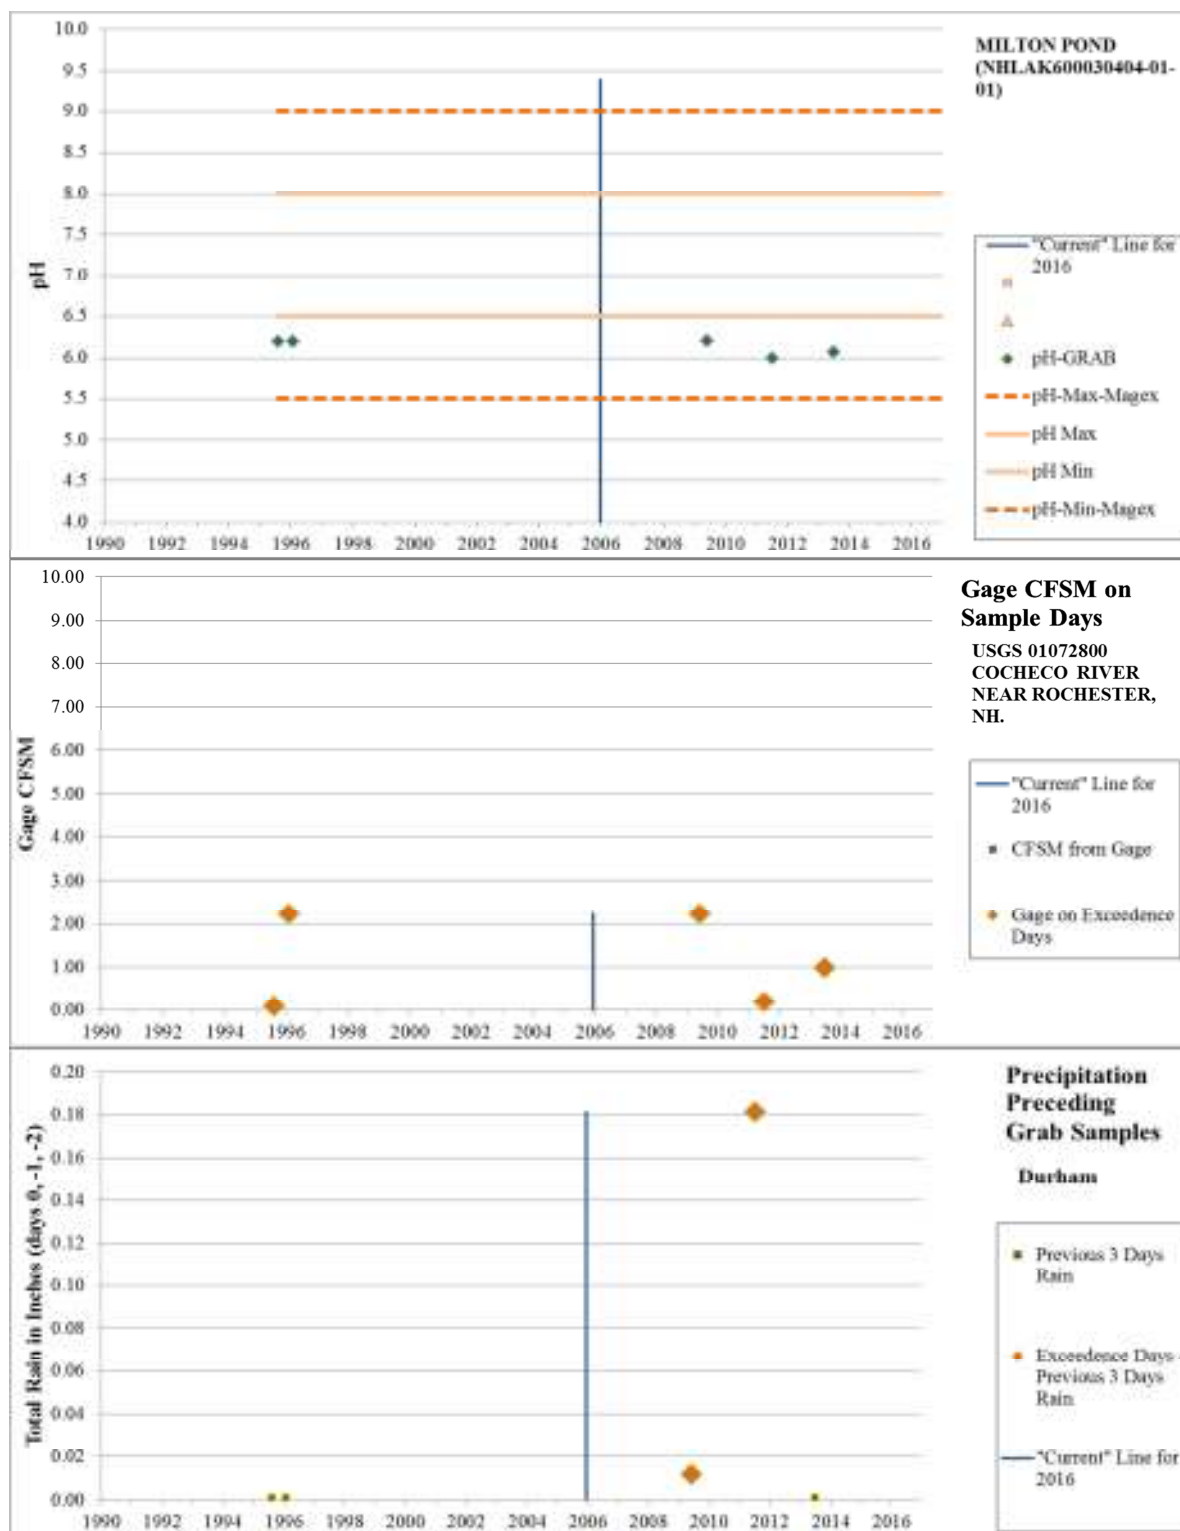 10.0
9.5
9.0
8.5
8.0
7.5
7.0
6.5
6.0
5.5
5.0
4.5
4.0
pH
1990 1992 1994 1996 1998 2000 2002 2004 2006 2008 2010 2012 2014 2016
MILTON POND
(NHLAK600030404-01-
01)
"Current" Line for
2016
pH-GRAB
pH-Max-Magex
pH Max
pH Min
pH-Min-Magex
10.00
9.00
8.00
7.00
6.00
5.00
4.00
3.00
2.00
1.00
0.00
Gage CFSM
1990 1992 1994 1996 1998 2000 2002 2004 2006 2008 2010 2012 2014 2016
Gage CFSM on
Sample Days
USGS 01072800
COCHECO RIVER
NEAR ROCHESTER,
NH.
"Current" Line for
2016
CFSM from Gage
Gage on Exceedence
Days
0.20
0.18
0.16
0.14
0.12
0.10
0.08
0.06
0.04
0.02
0.00
Total Rain in Inches (days 0, -1, -2)
1990 1992 1994 1996 1998 2000 2002 2004 2006 2008 2010 2012 2014 2016
Precipitation
Preceding
Grab Samples
Durham
Previous 3 Days
Rain
Exceedence Days -
Previous 3 Days
Rain
"Current" Line for
2016